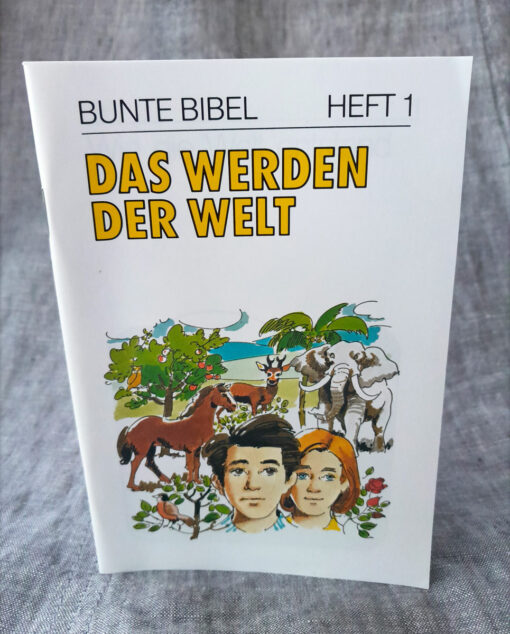 BUNTE BIBEL HEFT 1
DAS WERDEN
DER WELT